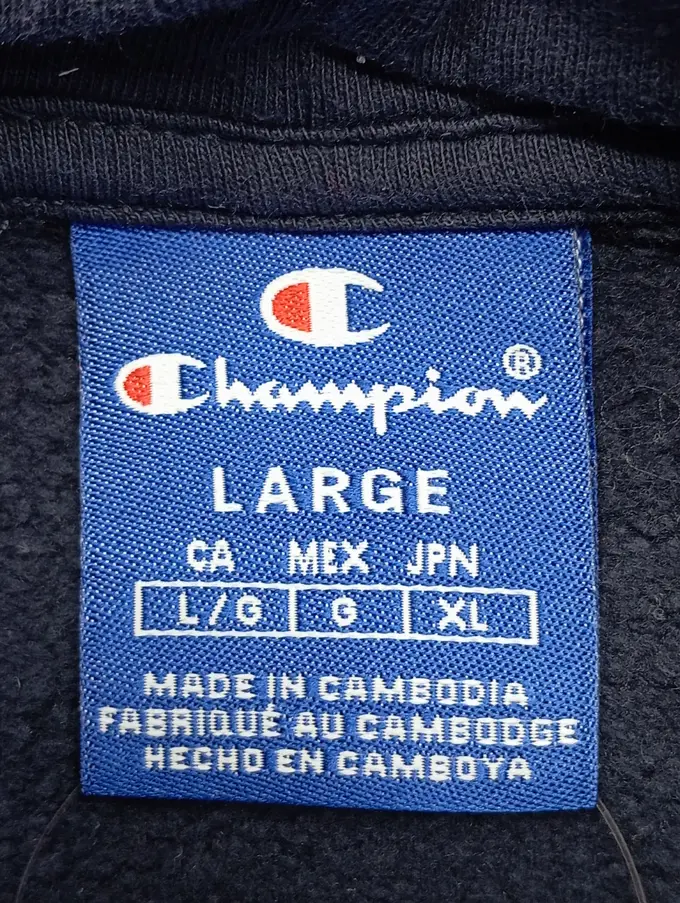 Champion®
LARGE
CA MEX JPN
L/G G XL
MADE IN CAMBODIA
FABRIQUÉ AU CAMBODGE
HECHO EN CAMBOYA